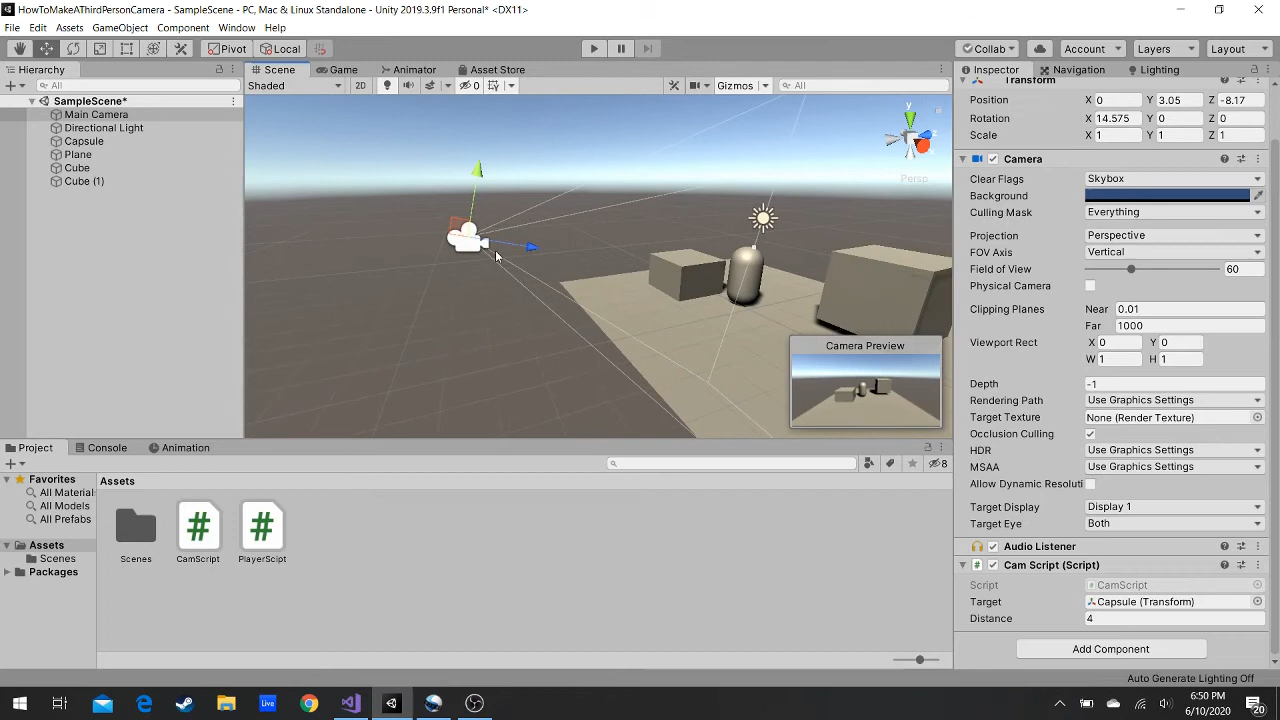 HowToMakeAThirdPersonCamera - SampleScene - PC, Mac & Linux Standalone - Unity 2019.3.9f1 Personal* <DX11>
File Edit Assets GameObject Component Window Help
Pivot Local Collab Account Layers Layout
Hierarchy Scene Game Animator Asset Store Inspector Navigation Lighting
All Shaded 2D 0 Gizmos All Transform
SampleScene*
Main Camera
Directional Light
Capsule
Plane
Cube
Cube (1)
y
z
Persp
Camera Preview
Position X 0 Y 3.05 Z -8.17
Rotation X 14.575 Y 0 Z 0
Scale X 1 Y 1 Z 1
Camera
Clear Flags Skybox
Background
Culling Mask Everything
Projection Perspective
FOV Axis Vertical
Field of View 60
Physical Camera
Clipping Planes Near 0.01
Far 1000
Viewport Rect X 0 Y 0
W 1 H 1
Depth -1
Rendering Path Use Graphics Settings
Target Texture None (Render Texture)
Occlusion Culling
HDR Use Graphics Settings
MSAA Use Graphics Settings
Allow Dynamic Resoluti
Target Display Display 1
Target Eye Both
Audio Listener
Cam Script (Script)
Script CamScript
Target Capsule (Transform)
Distance 4
Add Component
Project Console Animation
8
Favorites
All Material
All Models
All Prefabs
Assets
Scenes
Packages
Assets
Scenes CamScript PlayerScript
Auto Generate Lighting Off
Live
6:50 PM
6/10/2020
20